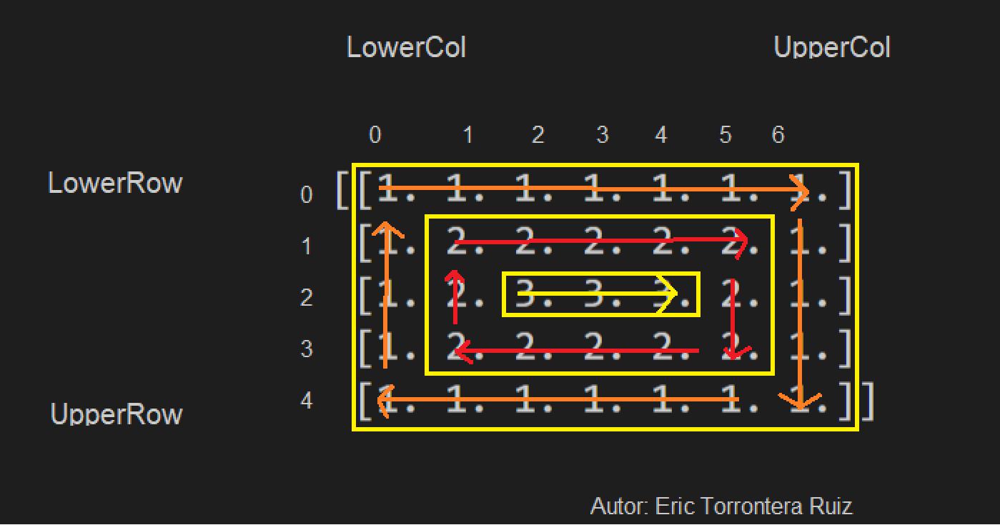 LowerCol UpperCol
0 1 2 3 4 5 6
LowerRow 0 [[1. 1. 1. 1. 1. 1. 1.]
1 [1. 2. 2. 2. 2. 2. 1.]
2 [1. 2. 3. 3. 3. 2. 1.]
3 [1. 2. 2. 2. 2. 2. 1.]
UpperRow 4 [1. 1. 1. 1. 1. 1. 1.]]
Autor: Eric Torrontera Ruiz